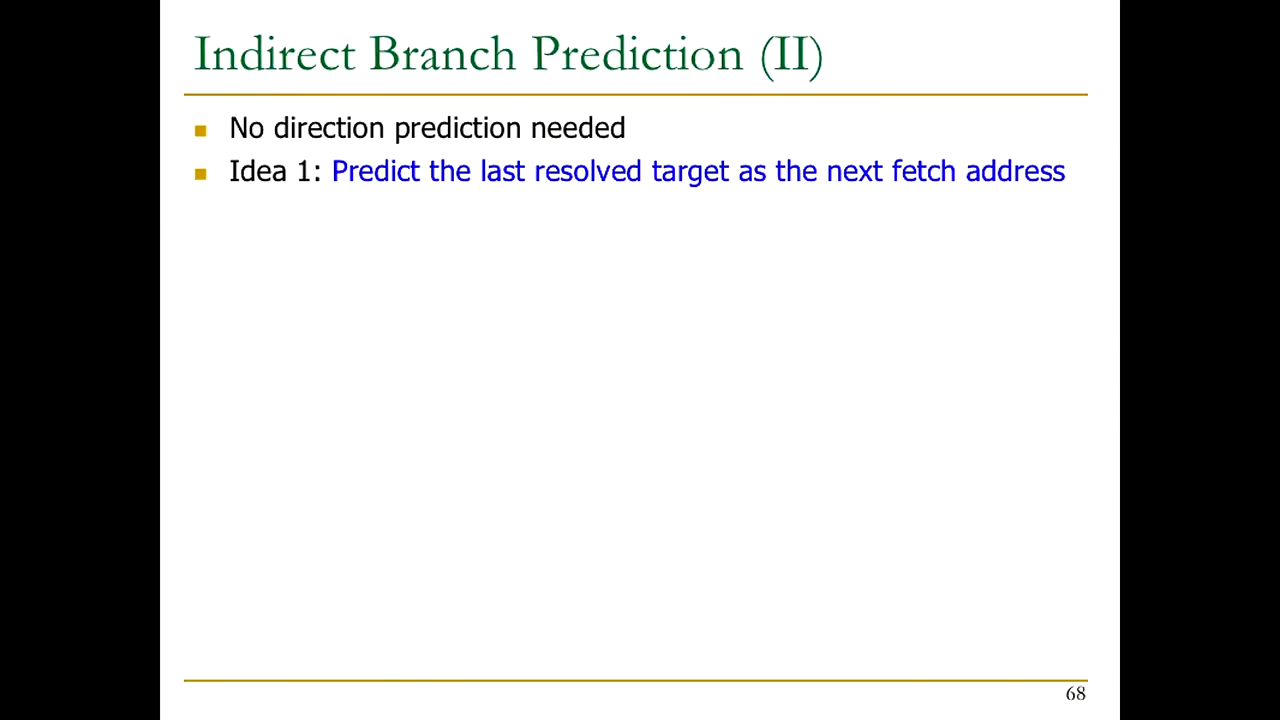 Indirect Branch Prediction (II)
No direction prediction needed
Idea 1: Predict the last resolved target as the next fetch address
68